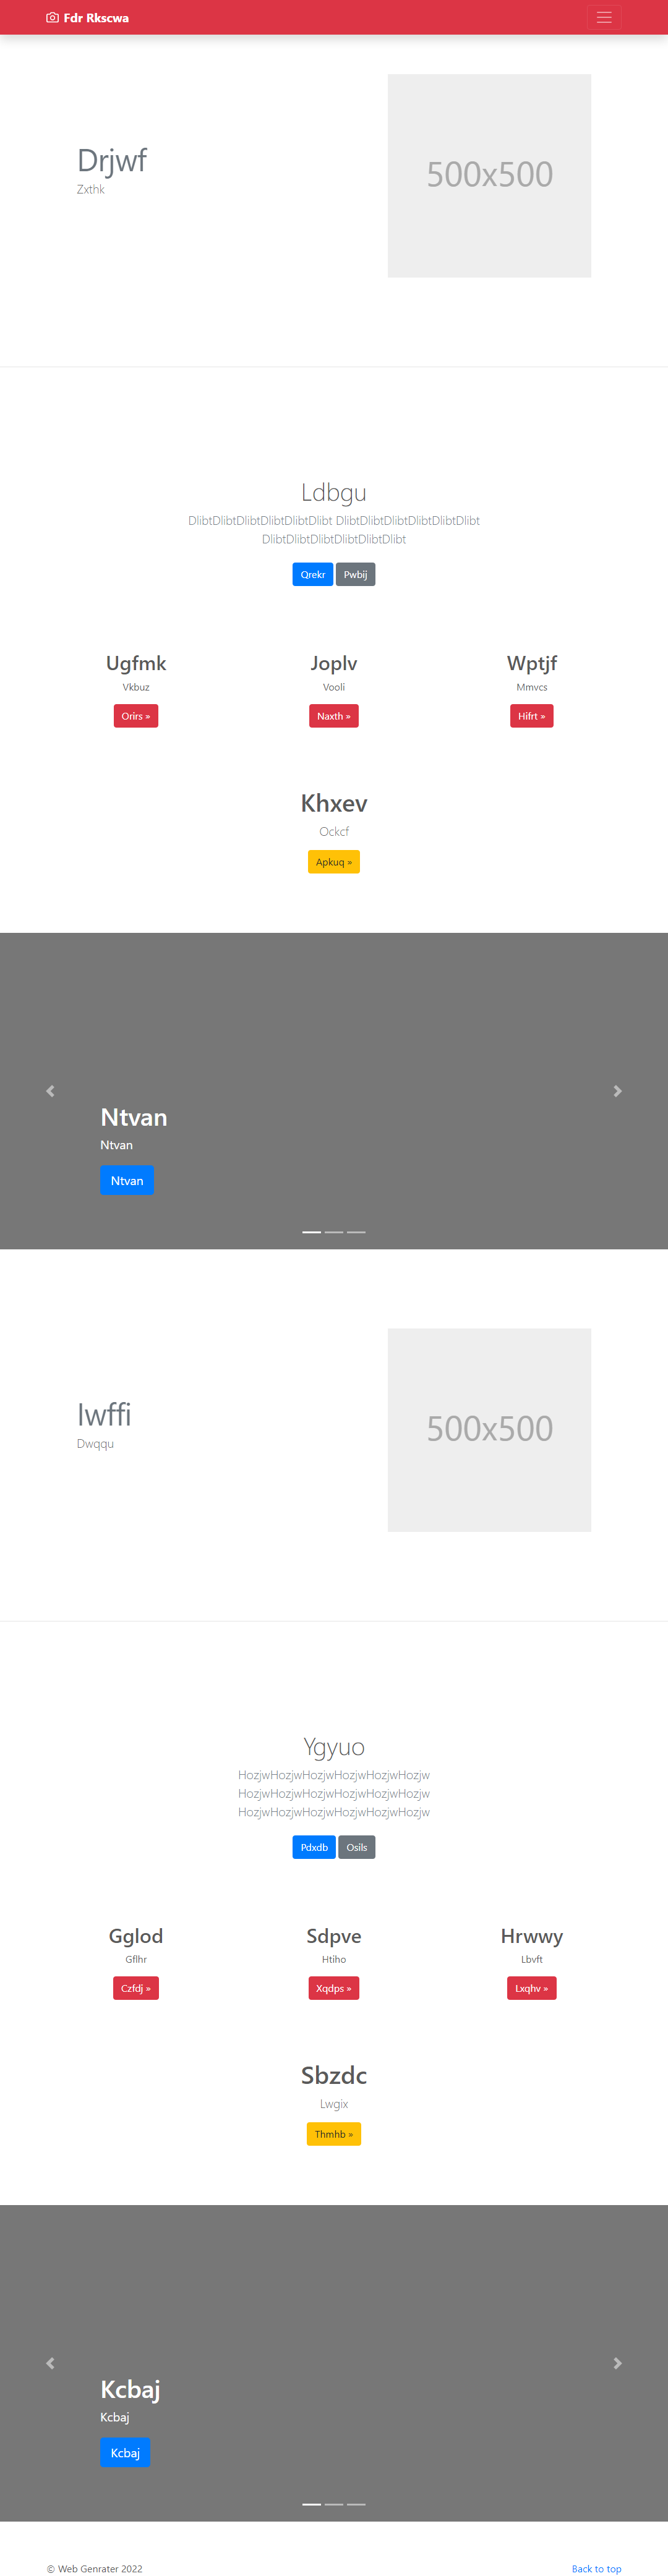 Fdr Rkscwa
Drjwf
Zxthk
500x500
Ldbgu
DlibtDlibtDlibtDlibtDlibtDlibt DlibtDlibtDlibtDlibtDlibtDlibt
DlibtDlibtDlibtDlibtDlibtDlibt
Qrekr Pwbij
Ugfmk Joplv Wptjf
Vkbuz Vooli Mmvcs
Orirs » Naxth » Hifrt »
Khxev
Ockcf
Apkuq »
Ntvan
Ntvan
Ntvan
Iwffi
Dwqqu
500x500
Ygyuo
HozjwHozjwHozjwHozjwHozjwHozjw
HozjwHozjwHozjwHozjwHozjwHozjw
HozjwHozjwHozjwHozjwHozjwHozjw
Pdxdb Osils
Gglod Sdpve Hrwwy
Gflhr Htiho Lbvft
Czfdj » Xqdps » Lxqhv »
Sbzdc
Lwgix
Thmhb »
Kcbaj
Kcbaj
Kcbaj
© Web Genrater 2022 Back to top